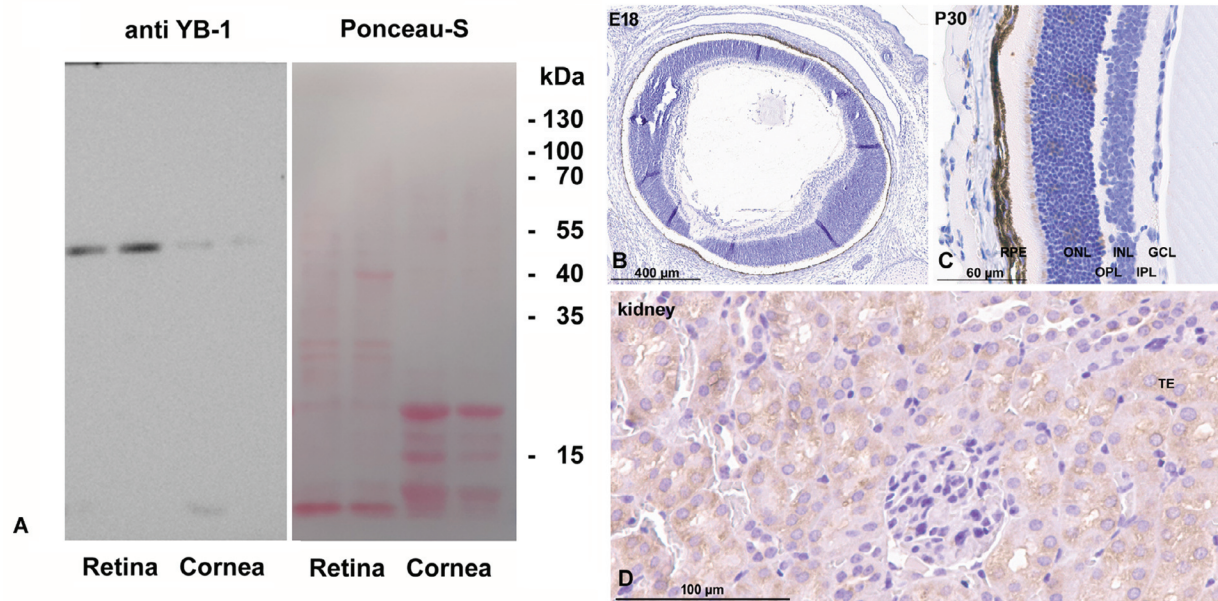 anti YB-1
Ponceau-S
kDa
- 130
- 100
- 70
- 55
- 40
- 35
- 15
A
Retina Cornea
Retina Cornea
E18
B
400 µm
P30
RPE ONL INL GCL
OPL IPL
C
60 µm
kidney
TE
D
100 µm